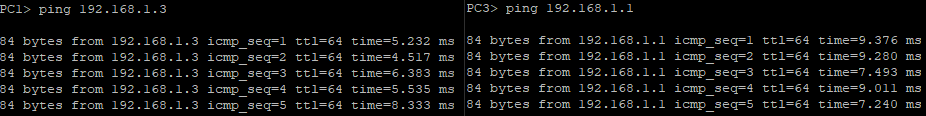 PC1> ping 192.168.1.3
84 bytes from 192.168.1.3 icmp_seq=1 ttl=64 time=5.232 ms
84 bytes from 192.168.1.3 icmp_seq=2 ttl=64 time=4.517 ms
84 bytes from 192.168.1.3 icmp_seq=3 ttl=64 time=6.383 ms
84 bytes from 192.168.1.3 icmp_seq=4 ttl=64 time=5.535 ms
84 bytes from 192.168.1.3 icmp_seq=5 ttl=64 time=8.333 ms
PC3> ping 192.168.1.1
84 bytes from 192.168.1.1 icmp_seq=1 ttl=64 time=9.376 ms
84 bytes from 192.168.1.1 icmp_seq=2 ttl=64 time=9.280 ms
84 bytes from 192.168.1.1 icmp_seq=3 ttl=64 time=7.493 ms
84 bytes from 192.168.1.1 icmp_seq=4 ttl=64 time=9.011 ms
84 bytes from 192.168.1.1 icmp_seq=5 ttl=64 time=7.240 ms